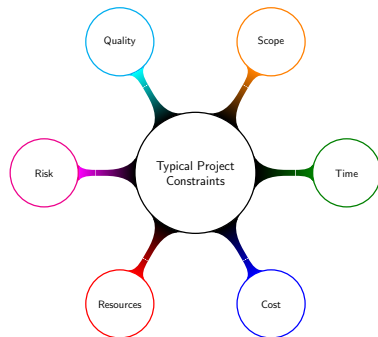 Quality
Scope
Typical Project
Constraints
Risk
Time
Resources
Cost